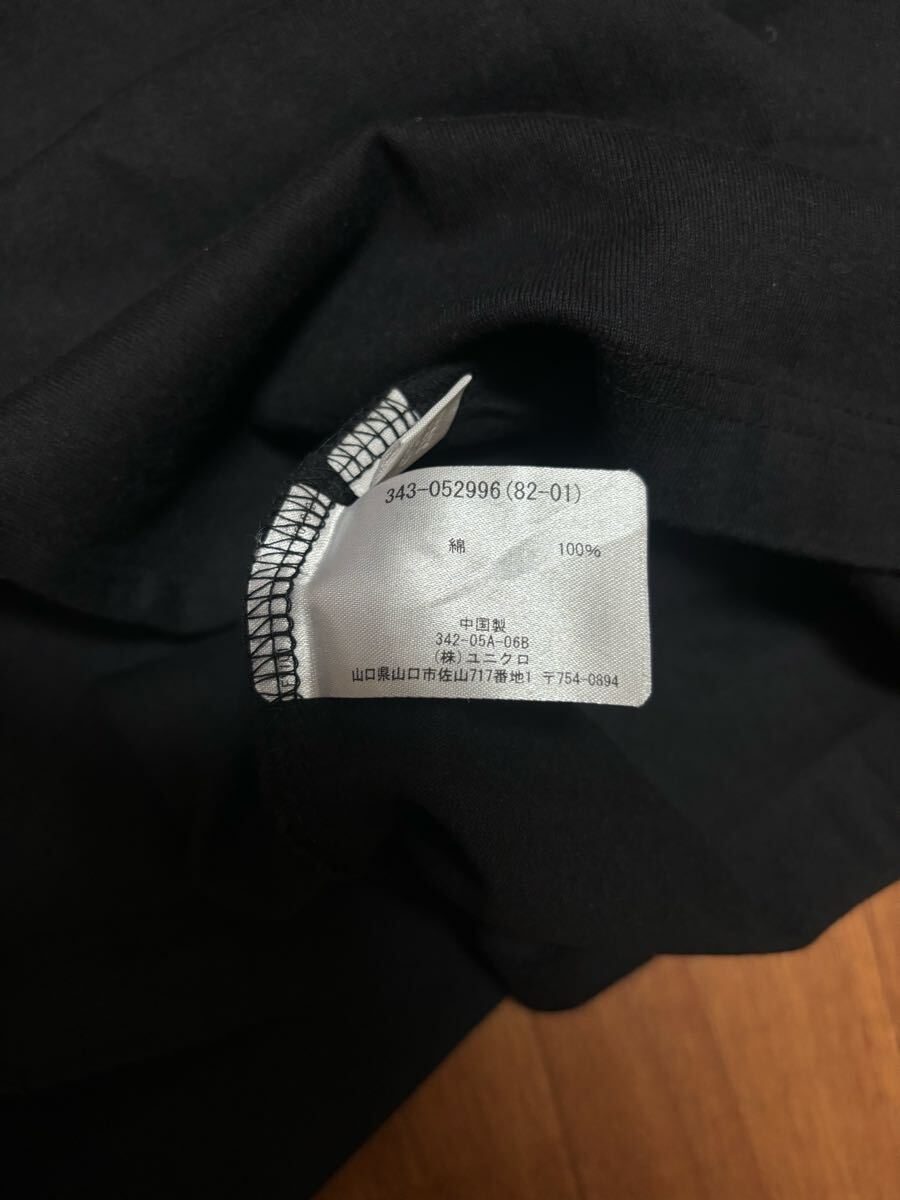 343-052996(82-01)
綿 100%
中国製
342-05A-06B
(株)ユニクロ
山口県山口市佐山717番地1 〒754-0894